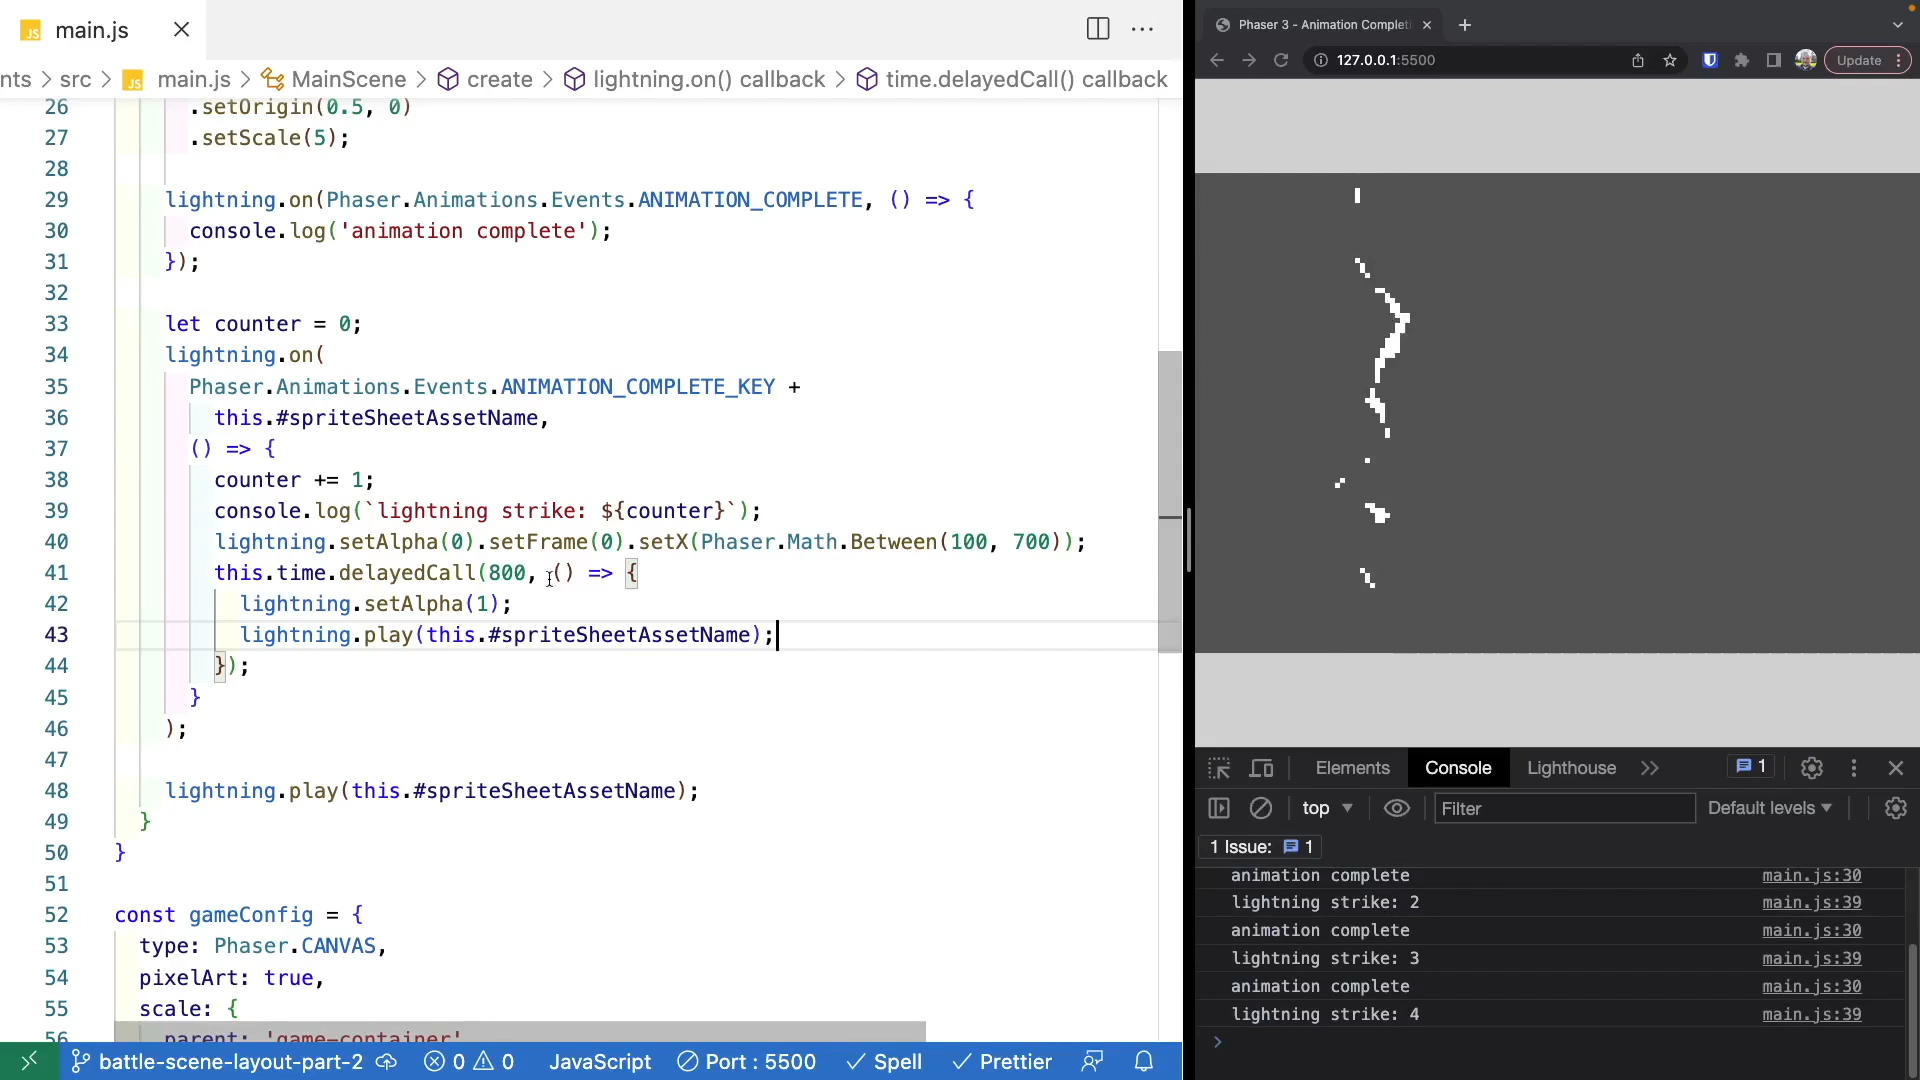 main.js
nts > src > main.js > MainScene > create > lightning.on() callback > time.delayedCall() callback
26 .setOrigin(0.5, 0)
27 .setScale(5);
28
29 lightning.on(Phaser.Animations.Events.ANIMATION_COMPLETE, () => {
30 console.log('animation complete');
31 });
32
33 let counter = 0;
34 lightning.on(
35 Phaser.Animations.Events.ANIMATION_COMPLETE_KEY +
36 this.#spriteSheetAssetName,
37 () => {
38 counter += 1;
39 console.log(`lightning strike: ${counter}`);
40 lightning.setAlpha(0).setFrame(0).setX(Phaser.Math.Between(100, 700));
41 this.time.delayedCall(800, () => {
42 lightning.setAlpha(1);
43 lightning.play(this.#spriteSheetAssetName);
44 });
45 }
46 );
47
48 lightning.play(this.#spriteSheetAssetName);
49 }
50 }
51
52 const gameConfig = {
53 type: Phaser.CANVAS,
54 pixelArt: true,
55 scale: {
56 parent: 'game-container'
battle-scene-layout-part-2 0 0 JavaScript Port : 5500 Spell Prettier
Phaser 3 - Animation Complet
127.0.0.1:5500 Update
Elements Console Lighthouse 1
top Filter Default levels
1 Issue: 1
animation complete main.js:30
lightning strike: 2 main.js:39
animation complete main.js:30
lightning strike: 3 main.js:39
animation complete main.js:30
lightning strike: 4 main.js:39